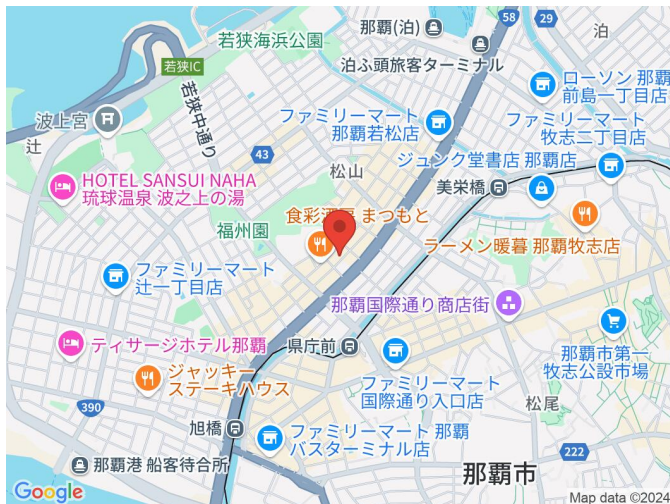 58
29
若狭海浜公園
那覇(泊)
泊
泊ふ頭旅客ターミナル
若狭IC
ローソン 那覇
前島一丁目店
若狭中通り
波上宮
辻
ファミリーマート
那覇若松店
ファミリーマート
牧志二丁目店
43
松山
ジュンク堂書店 那覇店
HOTEL SANSUI NAHA
琉球温泉 波之上の湯
美栄橋
福州園
食彩酒房 まつもと
ラーメン暖暮 那覇牧志店
ファミリーマート
辻一丁目店
那覇国際通り商店街
ティサージホテル那覇
県庁前
那覇市第一
牧志公設市場
ジャッキー
ステーキハウス
ファミリーマート
国際通り入口店
松尾
390
旭橋
ファミリーマート 那覇
バスターミナル店
222
那覇港 船客待合所
那覇市
Google
Map data ©2024